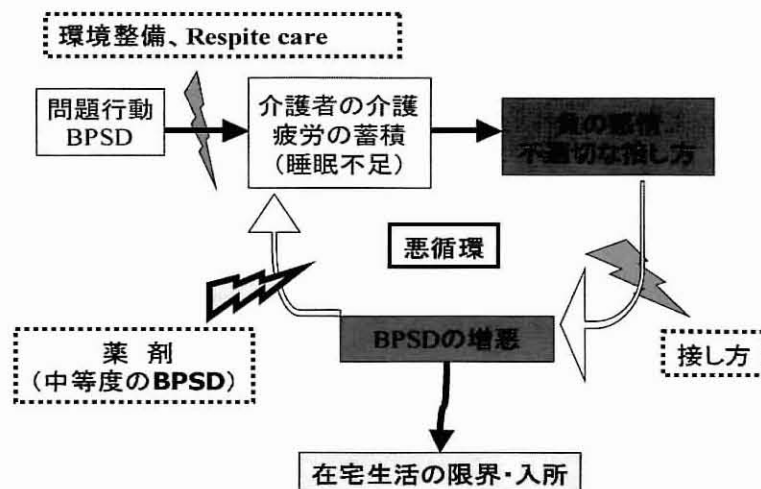 環境整備、Respite care
問題行動
BPSD
介護者の介護
疲労の蓄積
（睡眠不足）
負の感情
不適切な接し方
悪循環
BPSDの増悪
薬 剤
（中等度のBPSD）
接し方
在宅生活の限界・入所